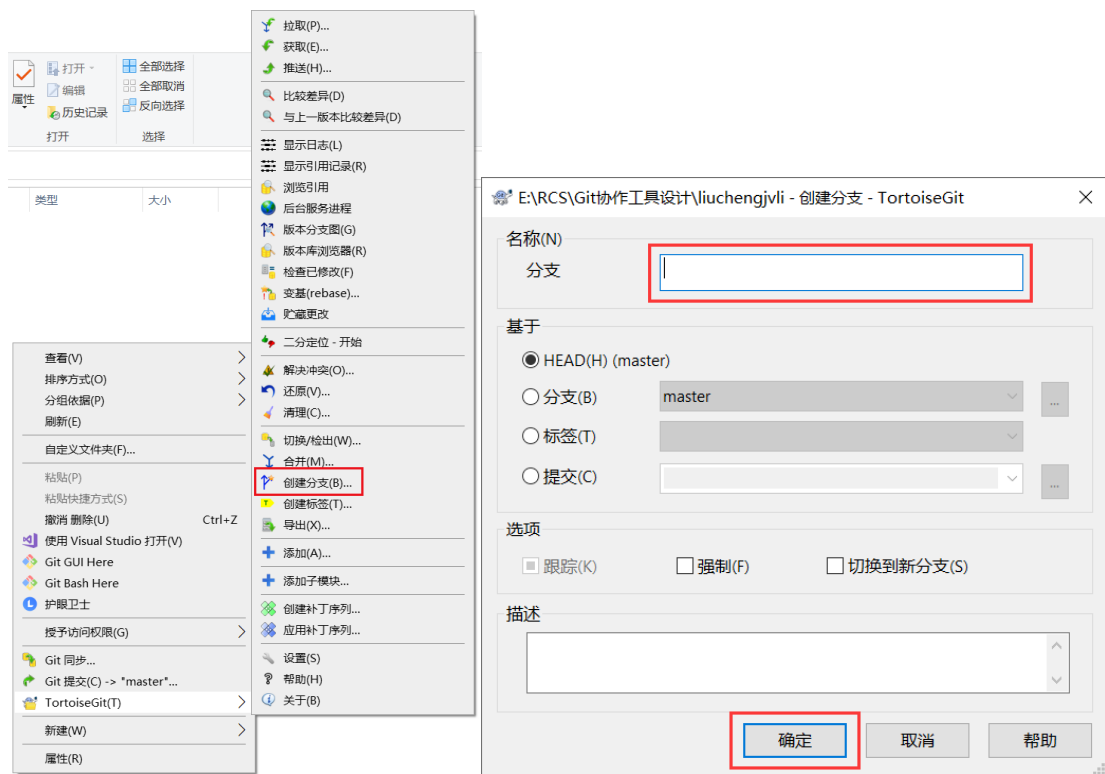 属性
打开
编辑
历史记录
打开
全部选择
全部取消
反向选择
选择
类型
大小
查看(V)
排序方式(O)
分组依据(P)
刷新(E)
自定义文件夹(F)...
粘贴(P)
粘贴快捷方式(S)
撤消 删除(U) Ctrl+Z
使用 Visual Studio 打开(V)
Git GUI Here
Git Bash Here
护眼卫士
授予访问权限(G)
Git 同步...
Git 提交(C) -> "master"...
TortoiseGit(T)
新建(W)
属性(R)
拉取(P)...
获取(E)...
推送(H)...
比较差异(D)
与上一版本比较差异(D)
显示日志(L)
显示引用记录(R)
浏览引用
后台服务进程
版本分支图(G)
版本库浏览器(R)
检查已修改(F)
变基(rebase)...
贮藏更改
二分定位 - 开始
解决冲突(O)...
还原(V)...
清理(C)...
切换/检出(W)...
合并(M)...
创建分支(B)...
创建标签(T)...
导出(X)...
添加(A)...
添加子模块...
创建补丁序列...
应用补丁序列...
设置(S)
帮助(H)
关于(B)
E:\RCS\Git协作工具设计\liuchengjvli - 创建分支 - TortoiseGit
名称(N)
分支
基于
HEAD(H) (master)
分支(B) master ...
标签(T)
提交(C) ...
选项
跟踪(K) 强制(F) 切换到新分支(S)
描述
确定 取消 帮助